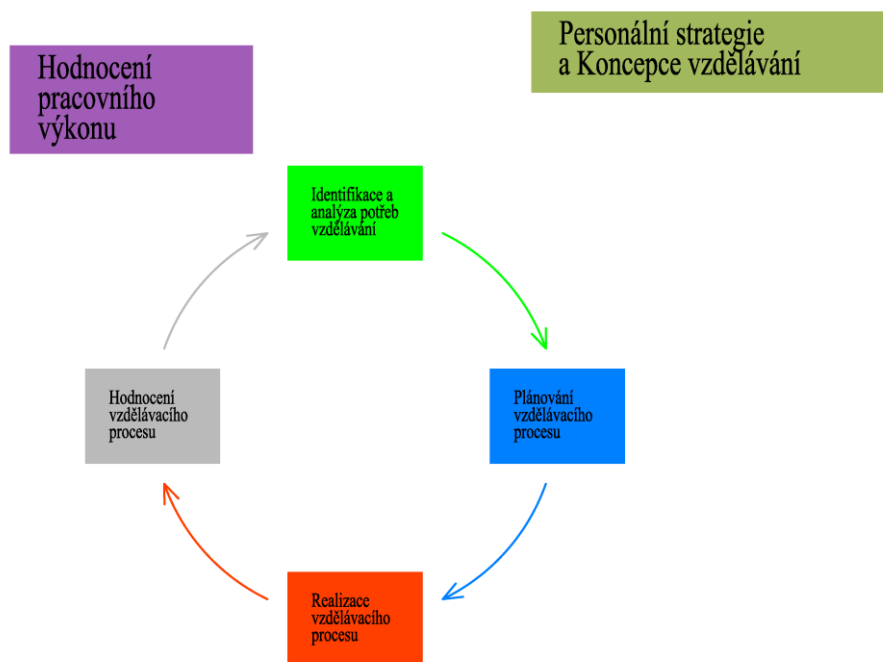 Hodnocení
pracovního
výkonu
Personální strategie
a Koncepce vzdělávání
Identifikace a
analýza potřeb
vzdělávání
Hodnocení
vzdělávacího
procesu
Plánování
vzdělávacího
procesu
Realizace
vzdělávacího
procesu